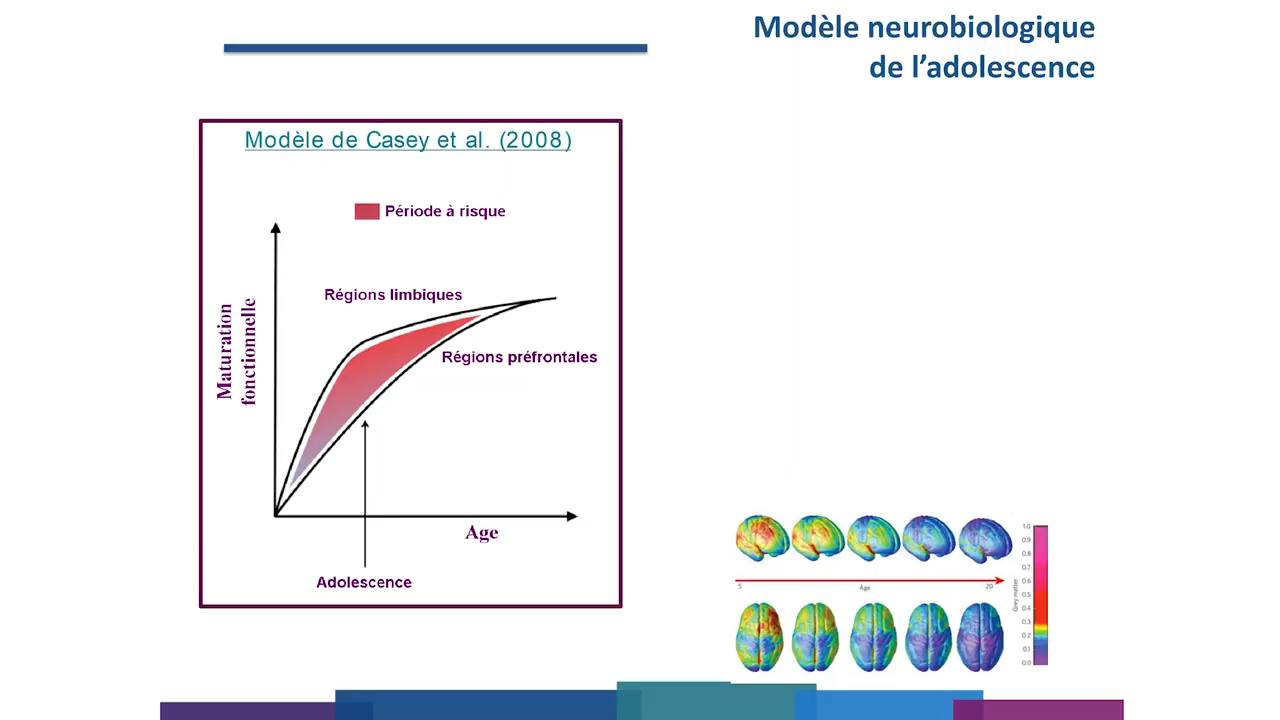 Modèle neurobiologique
de l’adolescence
Modèle de Casey et al. (2008)
Période à risque
Régions limbiques
Régions préfrontales
Maturation
fonctionnelle
Age
Adolescence
5
Age
20
Grey matter
1.0
0.9
0.8
0.7
0.6
0.5
0.4
0.3
0.2
0.1
0.0